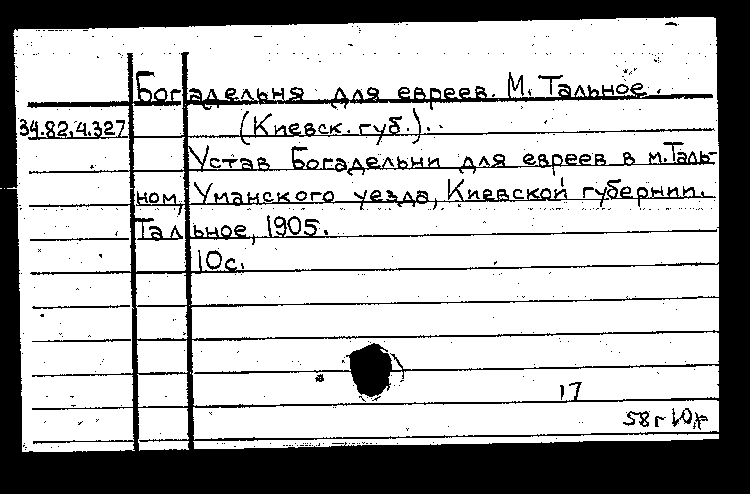 Богадельня для евреев. М. Тальное.
34.82.4.327 (Киевск. губ.).
Устав Богадельни для евреев в м. Таль-
ном, Уманского уезда, Киевской губернии.
Тальное, 1905.
10с.
17
58г